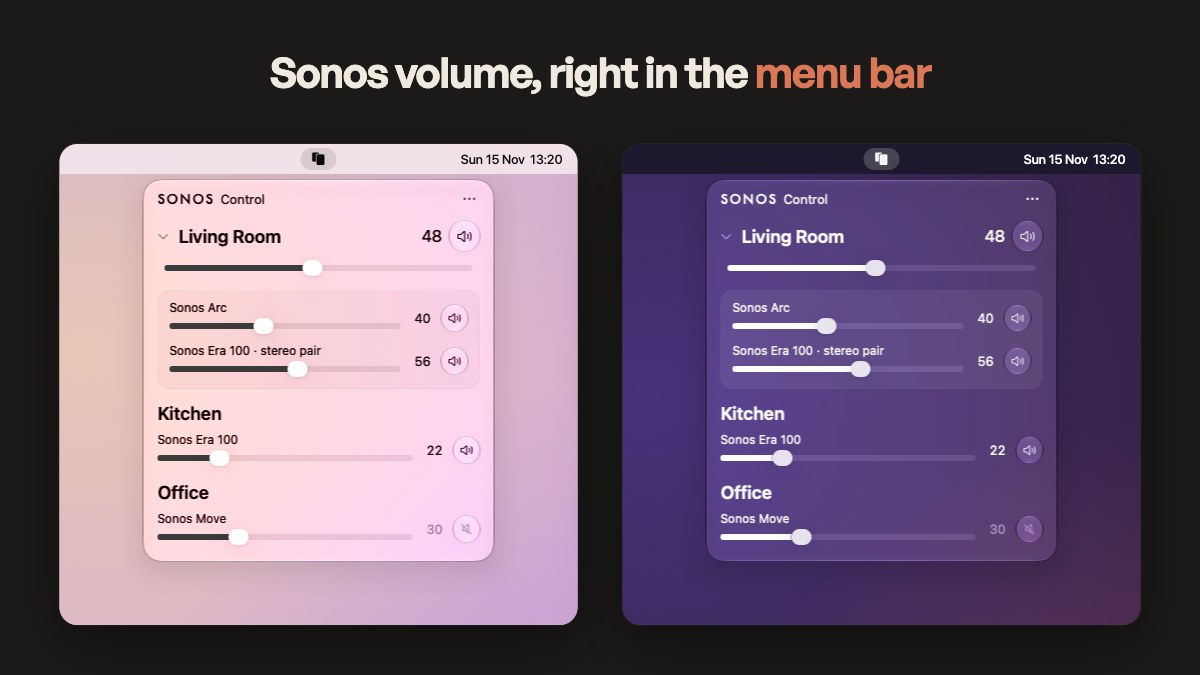 Sonos volume, right in the menu bar
Sun 15 Nov 13:20
SONOS Control
Living Room 48
Sonos Arc
40
Sonos Era 100 · stereo pair
56
Kitchen
Sonos Era 100
22
Office
Sonos Move
30
Sun 15 Nov 13:20
SONOS Control
Living Room 48
Sonos Arc
40
Sonos Era 100 · stereo pair
56
Kitchen
Sonos Era 100
22
Office
Sonos Move
30